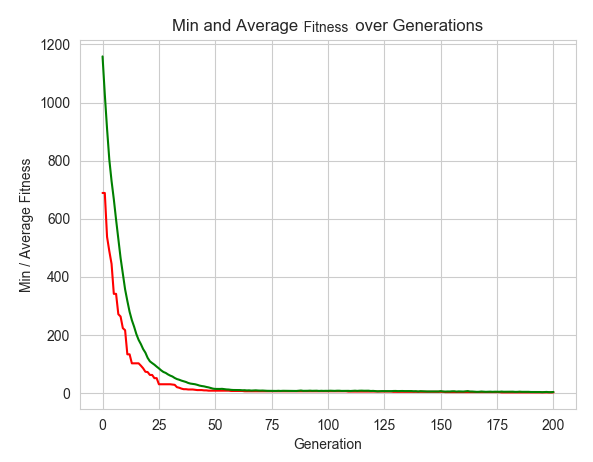 Min and Average Fitness over Generations
1200
1000
800
600
400
200
0
Min / Average Fitness
0 25 50 75 100 125 150 175 200
Generation